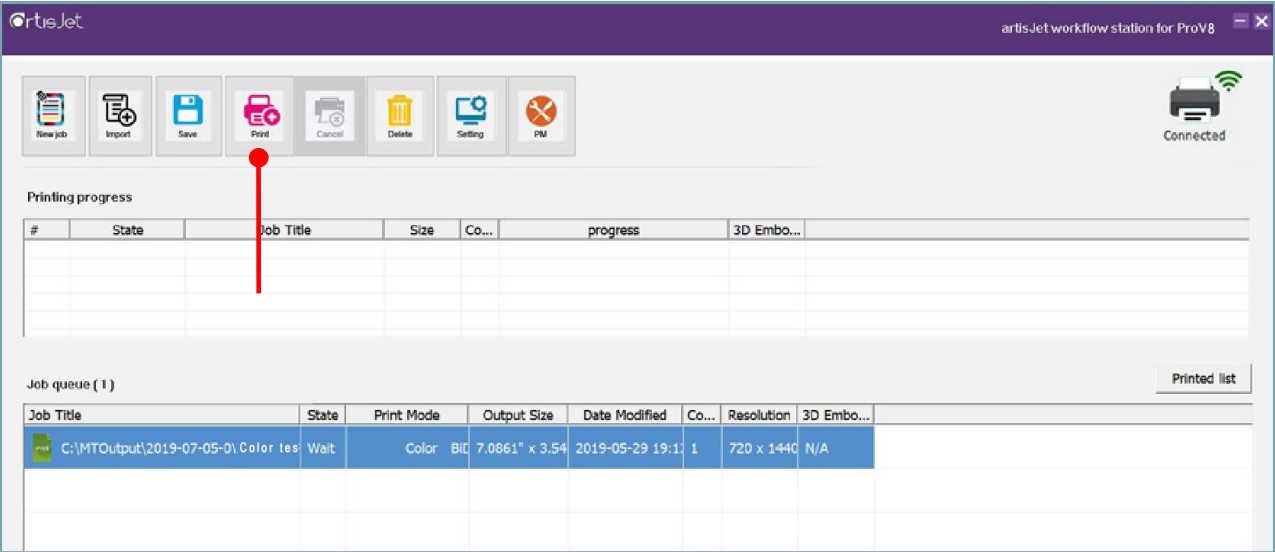 artisJet
artisJet workflow station for ProV8
New job Import Save Print Cancel Delete Setting PM
Connected
Printing progress
# State Job Title Size Co... progress 3D Embo...
Job queue ( 1 )
Printed list
Job Title State Print Mode Output Size Date Modified Co... Resolution 3D Embo...
C:\MTOutput\2019-07-05-0\ Color tes Wait Color BiD 7.0861" x 3.54 2019-05-29 19:1 1 720 x 1440 N/A